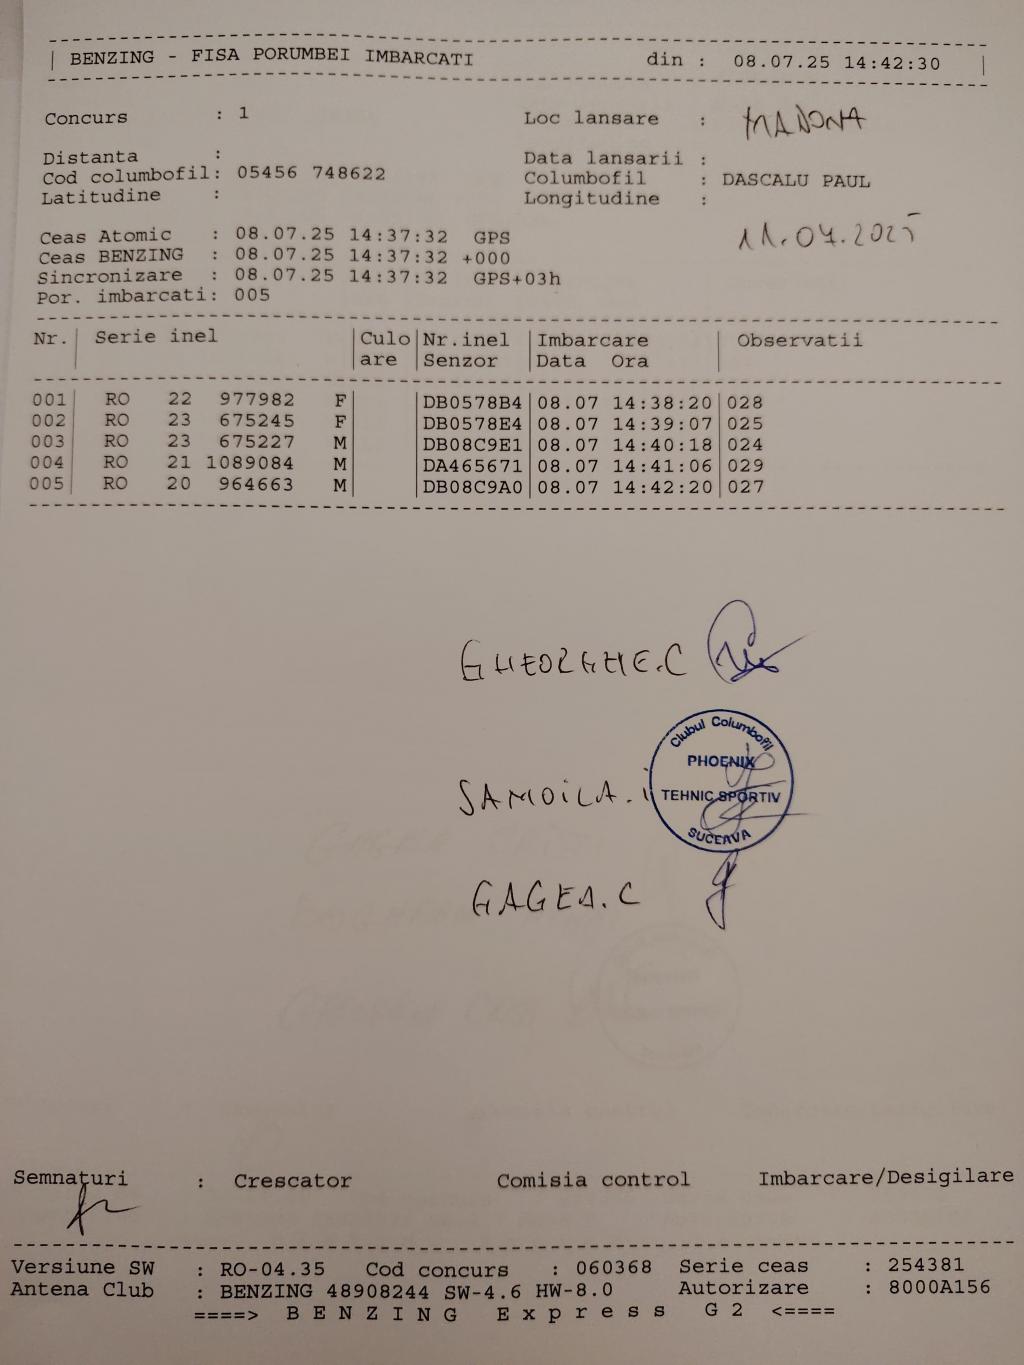 BENZING - FISA PORUMBEI IMBARCATI din : 08.07.25 14:42:30
Concurs : 1 Loc lansare : MADONA
Distanta : Data lansarii :
Cod columbofil: 05456 748622 Columbofil : DASCALU PAUL
Latitudine : Longitudine :
11.07.2025
Ceas Atomic : 08.07.25 14:37:32 GPS
Ceas BENZING : 08.07.25 14:37:32 +000
Sincronizare : 08.07.25 14:37:32 GPS+03h
Por. imbarcati: 005
Nr. Serie inel Culo Nr.inel Imbarcare Observatii
are Senzor Data Ora
001 RO 22 977982 F DB0578B4 08.07 14:38:20 028
002 RO 23 675245 F DB0578E4 08.07 14:39:07 025
003 RO 23 675227 M DB08C9E1 08.07 14:40:18 024
004 RO 21 1089084 M DA465671 08.07 14:41:06 029
005 RO 20 964663 M DB08C9A0 08.07 14:42:20 027
GHEORGHE.C
Clubul Columbofil
PHOENIX
SAMOILA. i TEHNIC SPORTIV
SUCEAVA
GAGEA.C
Semnaturi : Crescator Comisia control Imbarcare/Desigilare
Versiune SW : RO-04.35 Cod concurs : 060368 Serie ceas : 254381
Antena Club : BENZING 48908244 SW-4.6 HW-8.0 Autorizare : 8000A156
====> B E N Z I N G E x p r e s s G 2 <====